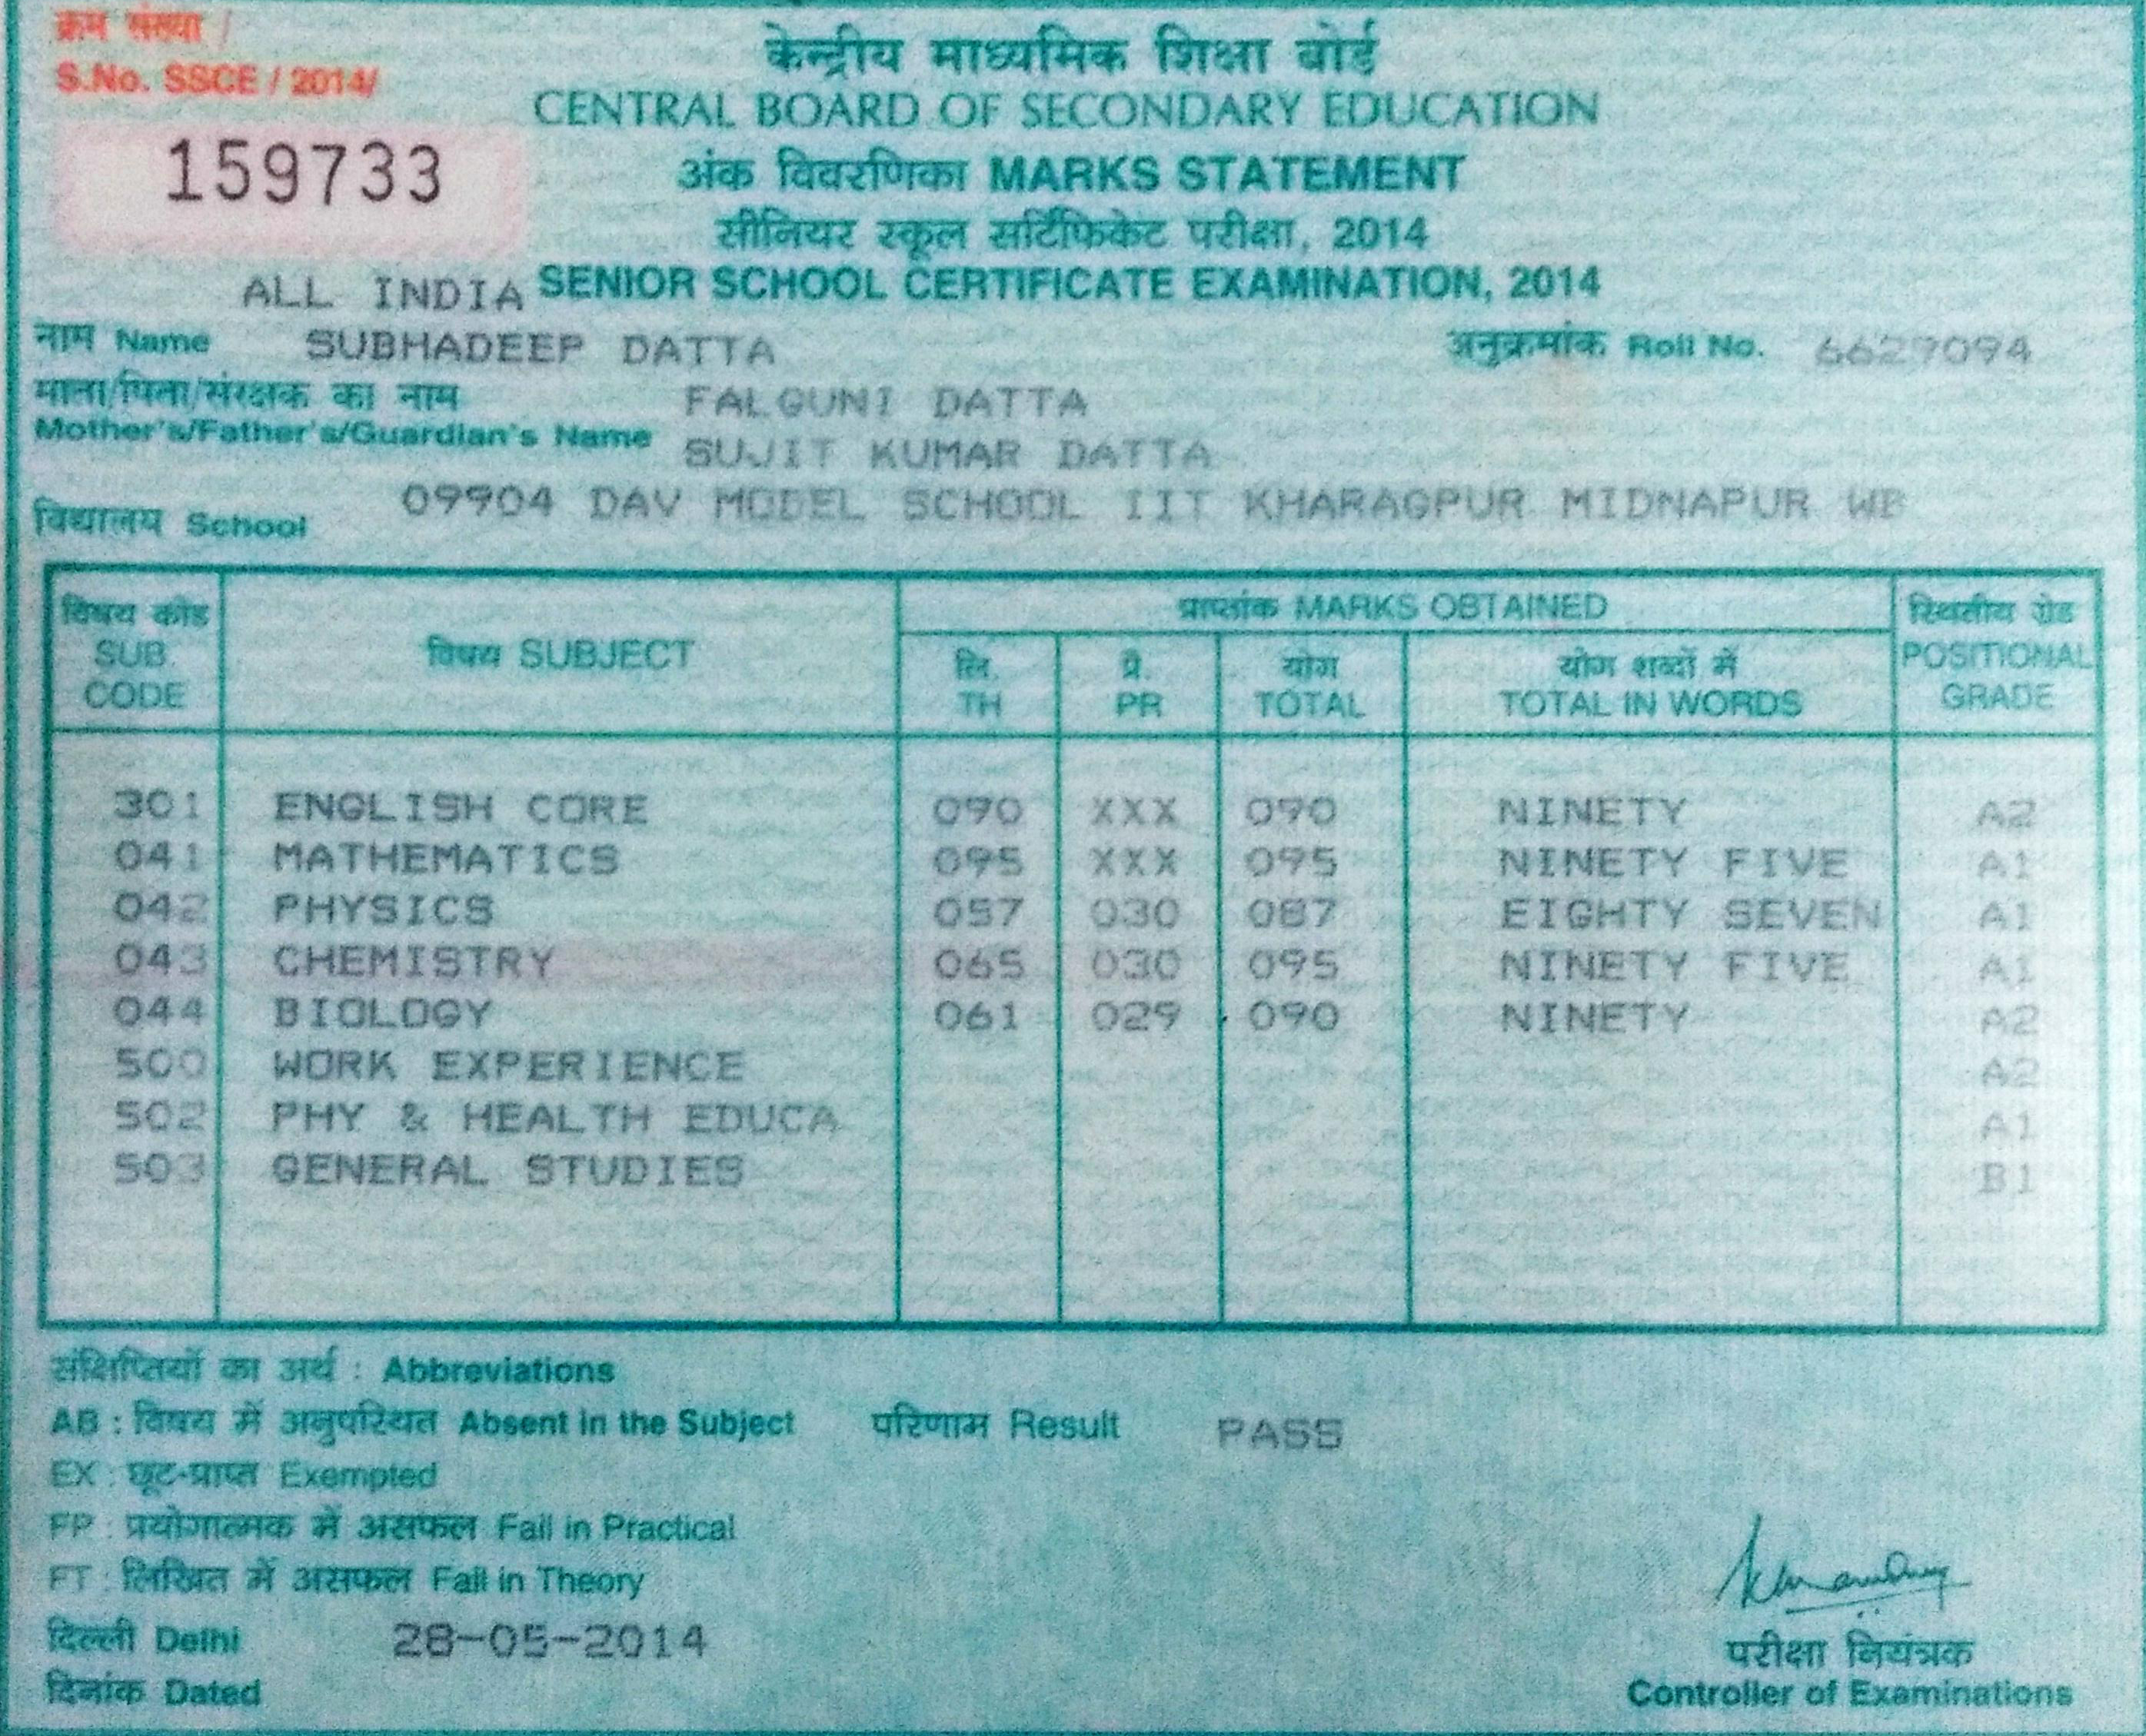 क्रम संख्या /
S.No. SSCE / 2014/
159733
केन्द्रीय माध्यमिक शिक्षा बोर्ड
CENTRAL BOARD OF SECONDARY EDUCATION
अंक विवरणिका MARKS STATEMENT
सीनियर स्कूल सर्टिफिकेट परीक्षा, 2014
ALL INDIA SENIOR SCHOOL CERTIFICATE EXAMINATION, 2014
नाम Name SUBHADEEP DATTA अनुक्रमांक Roll No. 6627094
माता/पिता/संरक्षक का नाम FALGUNI DATTA
Mother's/Father's/Guardian's Name SUJIT KUMAR DATTA
विद्यालय School 09904 DAV MODEL SCHOOL IIT KHARAGPUR MIDNAPUR WB
विषय कोड SUB. CODE विषय SUBJECT प्राप्तांक MARKS OBTAINED स्थितीय ग्रेड POSITIONAL GRADE
लि. TH प्रै. PR योग TOTAL योग शब्दों में TOTAL IN WORDS
301 ENGLISH CORE 090 XXX 090 NINETY A2
041 MATHEMATICS 095 XXX 095 NINETY FIVE A1
042 PHYSICS 057 030 087 EIGHTY SEVEN A1
043 CHEMISTRY 065 030 095 NINETY FIVE A1
044 BIOLOGY 061 029 090 NINETY A2
500 WORK EXPERIENCE A2
502 PHY & HEALTH EDUCA A1
503 GENERAL STUDIES B1
संक्षिप्तियों का अर्थ : Abbreviations
AB : विषय में अनुपस्थित Absent in the Subject परिणाम Result PASS
EX : छूट-प्राप्त Exempted
FP : प्रयोगात्मक में असफल Fail in Practical
FT : लिखित में असफल Fail in Theory
दिल्ली Delhi 28-05-2014
दिनांक Dated
परीक्षा नियंत्रक
Controller of Examinations